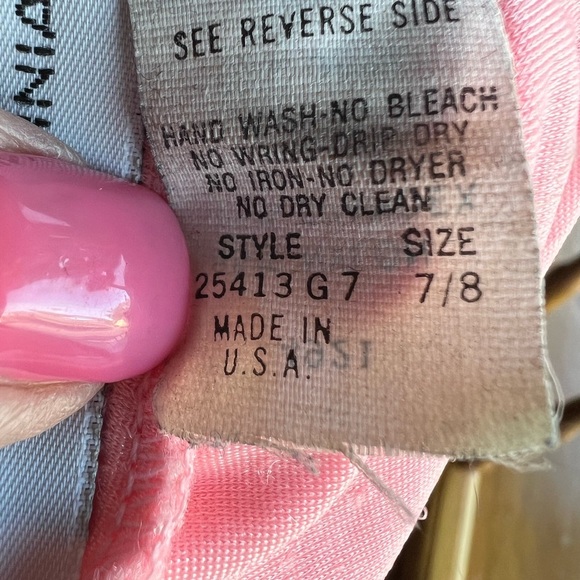 SEE REVERSE SIDE
HAND WASH-NO BLEACH
NO WRING-DRIP DRY
NO IRON-NO DRYER
NO DRY CLEAN
STYLE SIZE
25413 G 7 7/8
MADE IN
U.S.A.